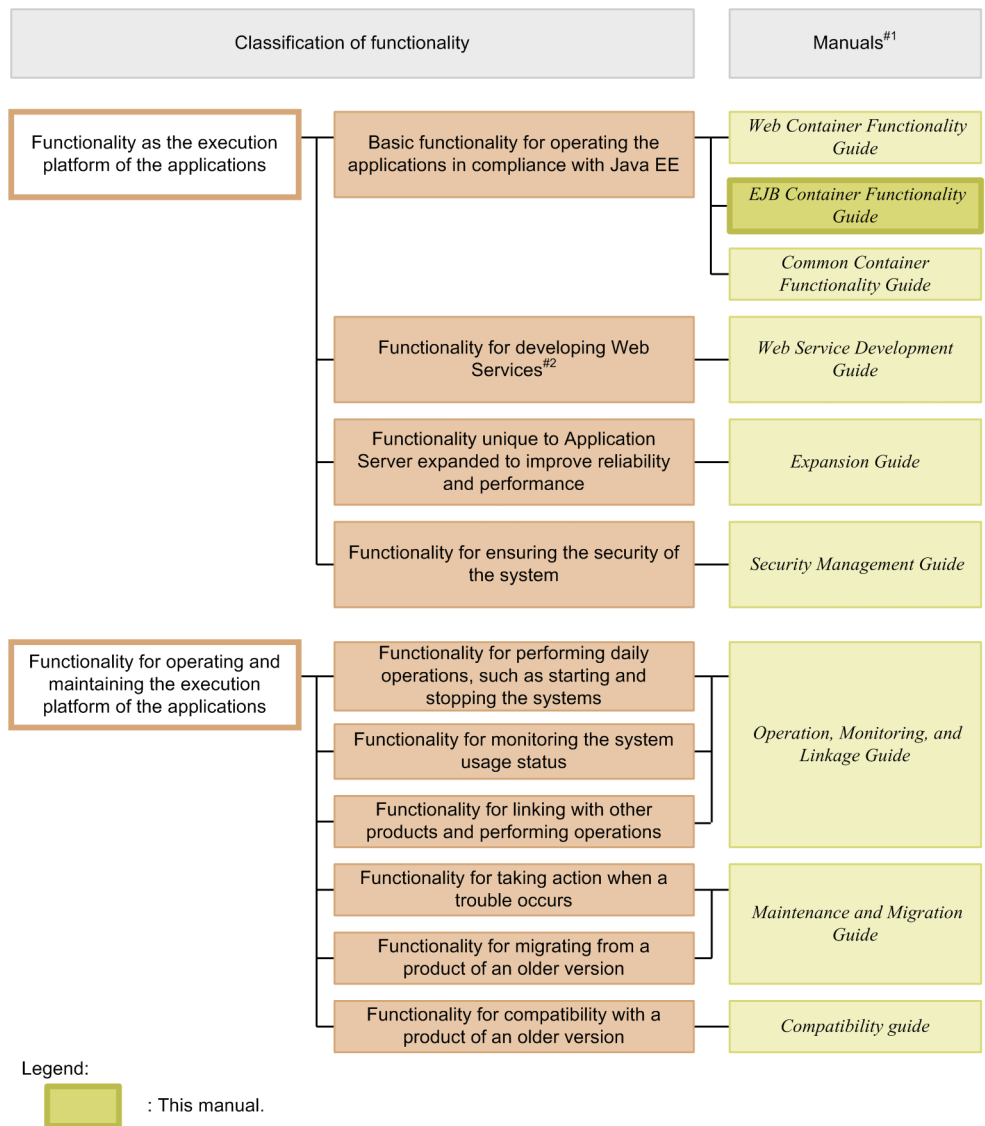 Classification of functionality
Manuals#1
Functionality as the execution
platform of the applications
Basic functionality for operating the
applications in compliance with Java EE
Web Container Functionality
Guide
EJB Container Functionality
Guide
Common Container
Functionality Guide
Functionality for developing Web
Services#2
Web Service Development
Guide
Functionality unique to Application
Server expanded to improve reliability
and performance
Expansion Guide
Functionality for ensuring the security of
the system
Security Management Guide
Functionality for operating and
maintaining the execution
platform of the applications
Functionality for performing daily
operations, such as starting and
stopping the systems
Functionality for monitoring the system
usage status
Functionality for linking with other
products and performing operations
Operation, Monitoring, and
Linkage Guide
Functionality for taking action when a
trouble occurs
Functionality for migrating from a
product of an older version
Maintenance and Migration
Guide
Functionality for compatibility with a
product of an older version
Compatibility guide
Legend:
: This manual.